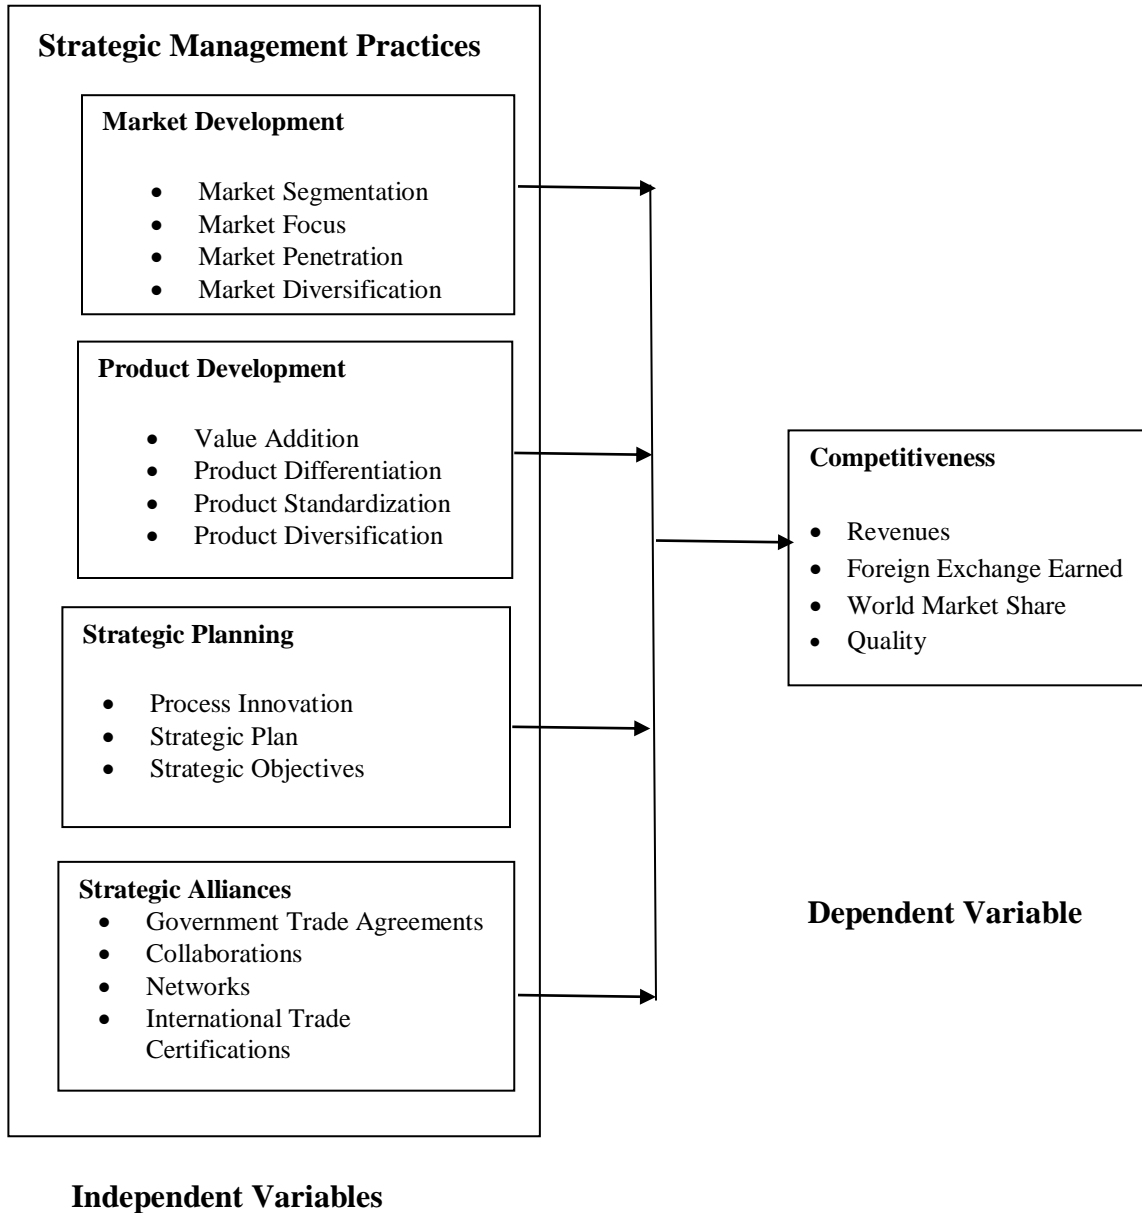 Strategic Management Practices
Market Development
• Market Segmentation
• Market Focus
• Market Penetration
• Market Diversification
Product Development
• Value Addition
• Product Differentiation
• Product Standardization
• Product Diversification
Strategic Planning
• Process Innovation
• Strategic Plan
• Strategic Objectives
Strategic Alliances
• Government Trade Agreements
• Collaborations
• Networks
• International Trade
Certifications
Independent Variables
Competitiveness
• Revenues
• Foreign Exchange Earned
• World Market Share
• Quality
Dependent Variable